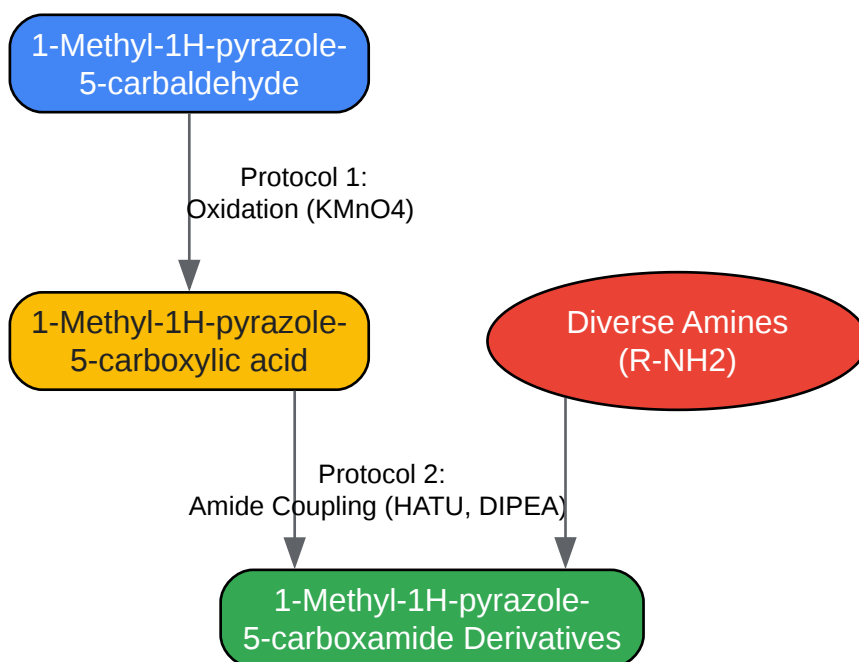 1-Methyl-1H-pyrazole-
5-carbaldehyde
Protocol 1:
Oxidation (KMnO4)
1-Methyl-1H-pyrazole-
5-carboxylic acid
Diverse Amines
(R-NH2)
Protocol 2:
Amide Coupling (HATU, DIPEA)
1-Methyl-1H-pyrazole-
5-carboxamide Derivatives